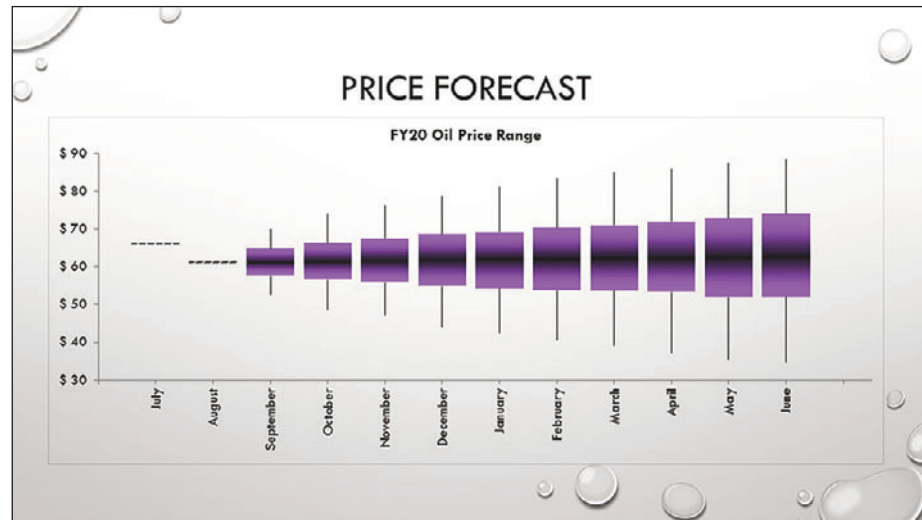 PRICE FORECAST
FY20 Oil Price Range
$ 90
$ 80
$ 70
$ 60
$ 50
$ 40
$ 30
July
August
September
October
November
December
January
February
March
April
May
June